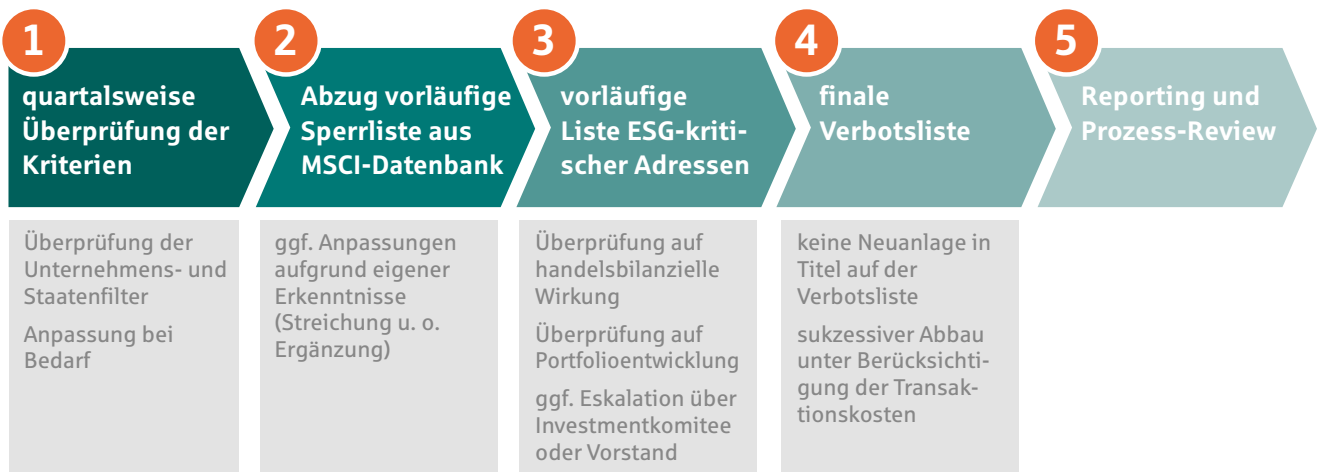 1
quartalsweise
Überprüfung der
Kriterien
Überprüfung der
Unternehmens- und
Staatenfilter
Anpassung bei
Bedarf
2
Abzug vorläufige
Sperrliste aus
MSCI-Datenbank
ggf. Anpassungen
aufgrund eigener
Erkenntnisse
(Streichung u. o.
Ergänzung)
3
vorläufige
Liste ESG-kriti-
scher Adressen
Überprüfung auf
handelsbilanzielle
Wirkung
Überprüfung auf
Portfolioentwicklung
ggf. Eskalation über
Investmentkomitee
oder Vorstand
4
finale
Verbotsliste
keine Neuanlage in
Titel auf der
Verbotsliste
sukzessiver Abbau
unter Berücksichti-
gung der Transak-
tionskosten
5
Reporting und
Prozess-Review